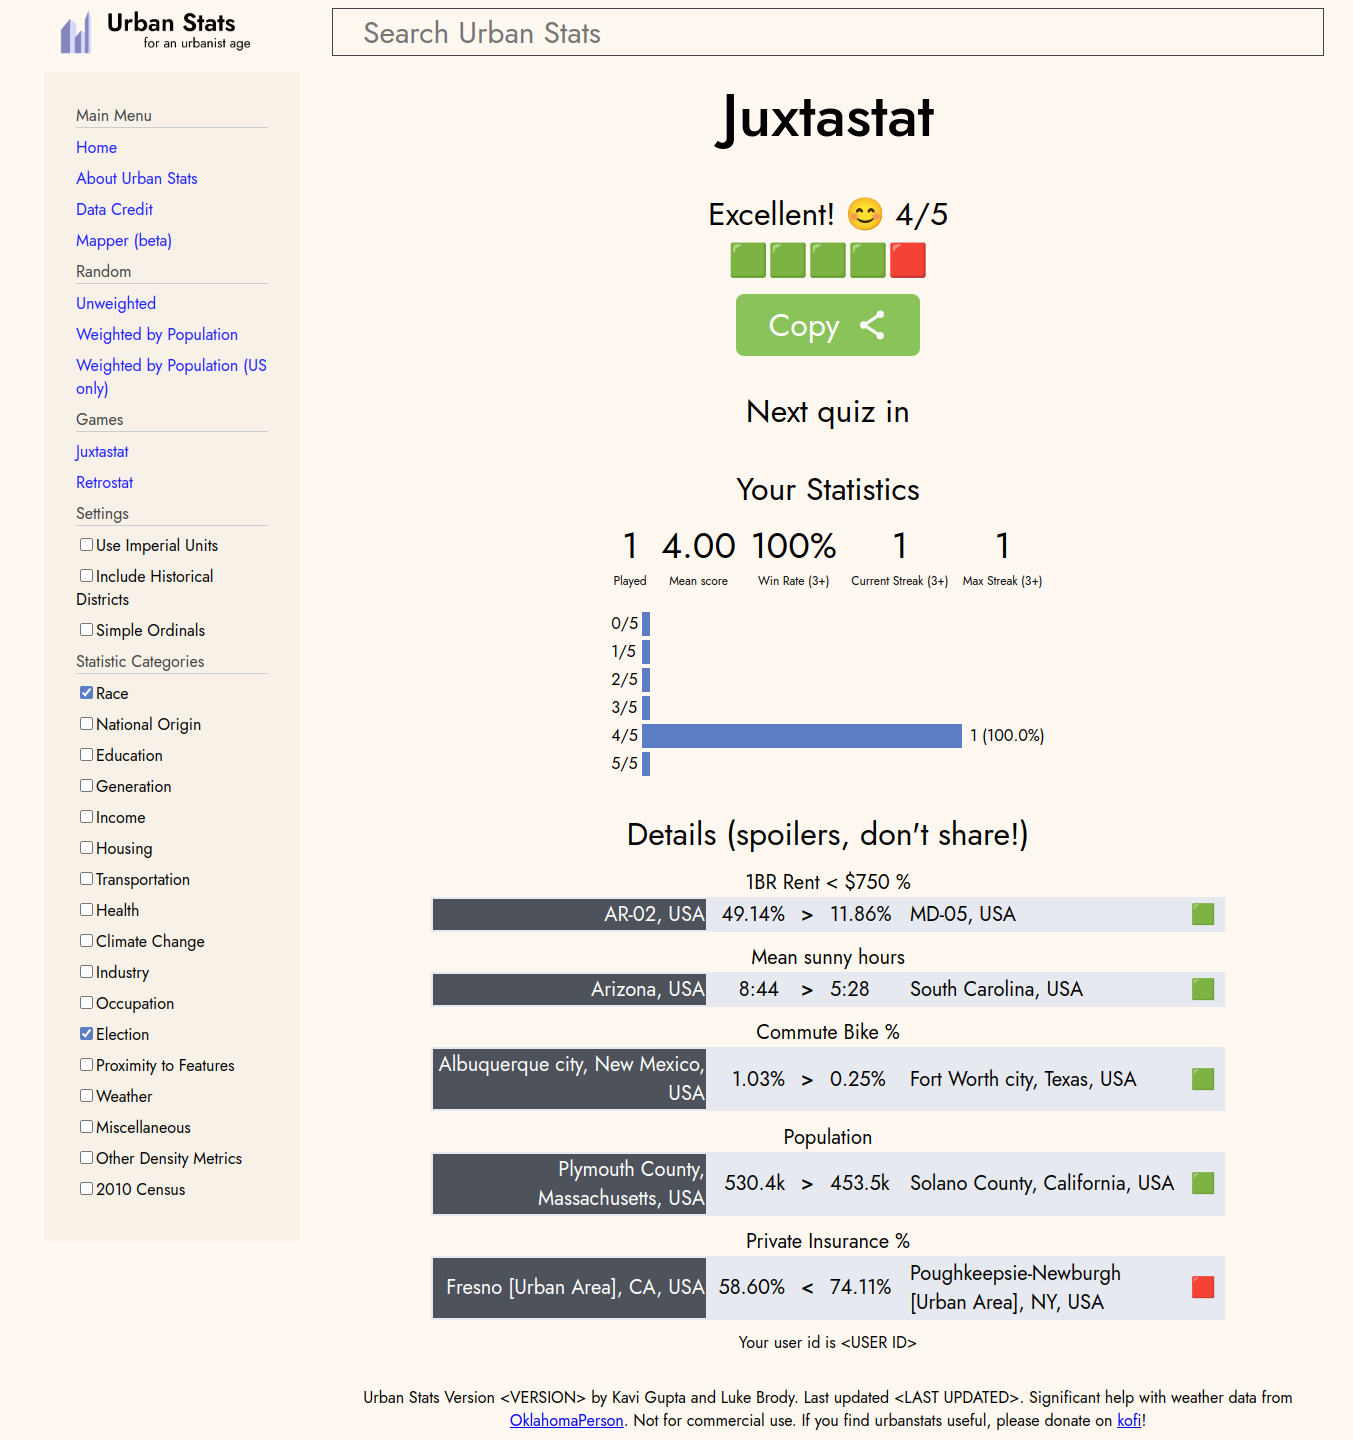 Urban Stats
for an urbanist age
Search Urban Stats
Main Menu
Home
About Urban Stats
Data Credit
Mapper (beta)
Random
Unweighted
Weighted by Population
Weighted by Population (US
only)
Games
Juxtastat
Retrostat
Settings
Use Imperial Units
Include Historical
Districts
Simple Ordinals
Statistic Categories
Race
National Origin
Education
Generation
Income
Housing
Transportation
Health
Climate Change
Industry
Occupation
Election
Proximity to Features
Weather
Miscellaneous
Other Density Metrics
2010 Census
Juxtastat
Excellent! 😊 4/5
🟩🟩🟩🟩🟥
Copy
Next quiz in
Your Statistics
1 4.00 100% 1 1
Played Mean score Win Rate (3+) Current Streak (3+) Max Streak (3+)
0/5
1/5
2/5
3/5
4/5 1 (100.0%)
5/5
Details (spoilers, don't share!)
1BR Rent < $750 %
AR-02, USA 49.14% > 11.86% MD-05, USA 🟩
Mean sunny hours
Arizona, USA 8:44 > 5:28 South Carolina, USA 🟩
Commute Bike %
Albuquerque city, New Mexico,
USA 1.03% > 0.25% Fort Worth city, Texas, USA 🟩
Population
Plymouth County,
Massachusetts, USA 530.4k > 453.5k Solano County, California, USA 🟩
Private Insurance %
Fresno [Urban Area], CA, USA 58.60% < 74.11% Poughkeepsie-Newburgh
[Urban Area], NY, USA 🟥
Your user id is <USER ID>
Urban Stats Version <VERSION> by Kavi Gupta and Luke Brody. Last updated <LAST UPDATED>. Significant help with weather data from
OklahomaPerson. Not for commercial use. If you find urbanstats useful, please donate on kofi!